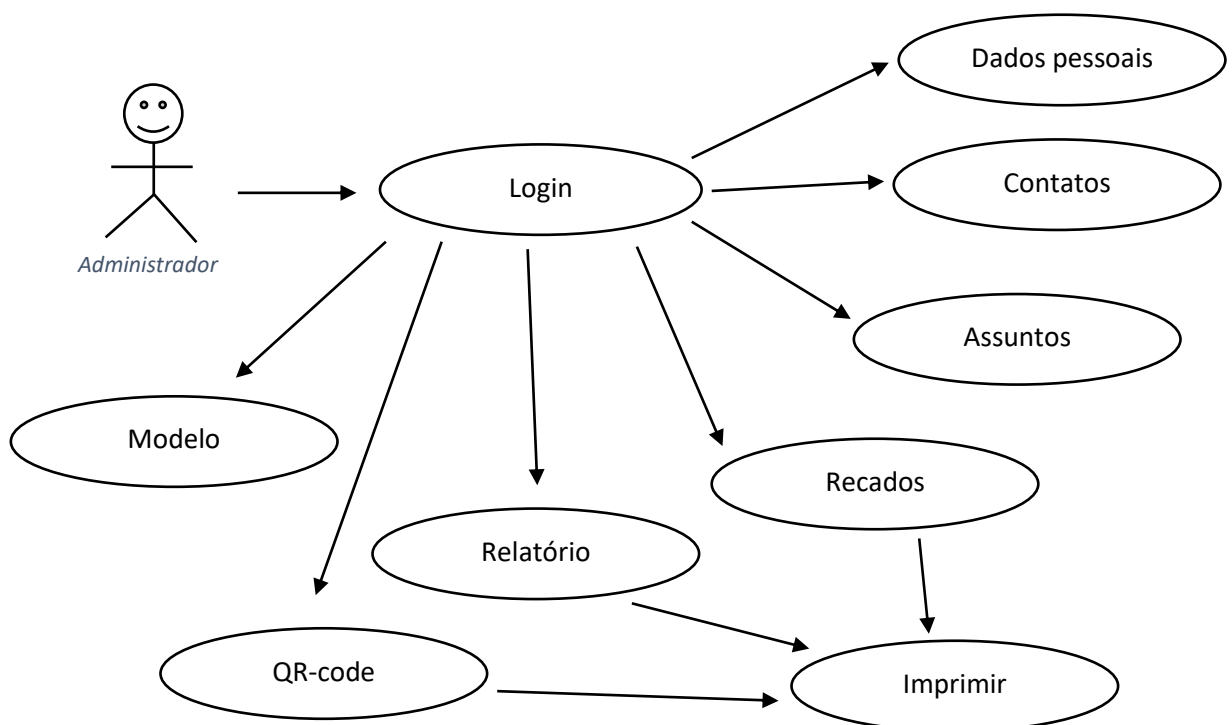 Dados pessoais
Contatos
Login
Administrador
Assuntos
Modelo
Recados
Relatório
QR-code
Imprimir